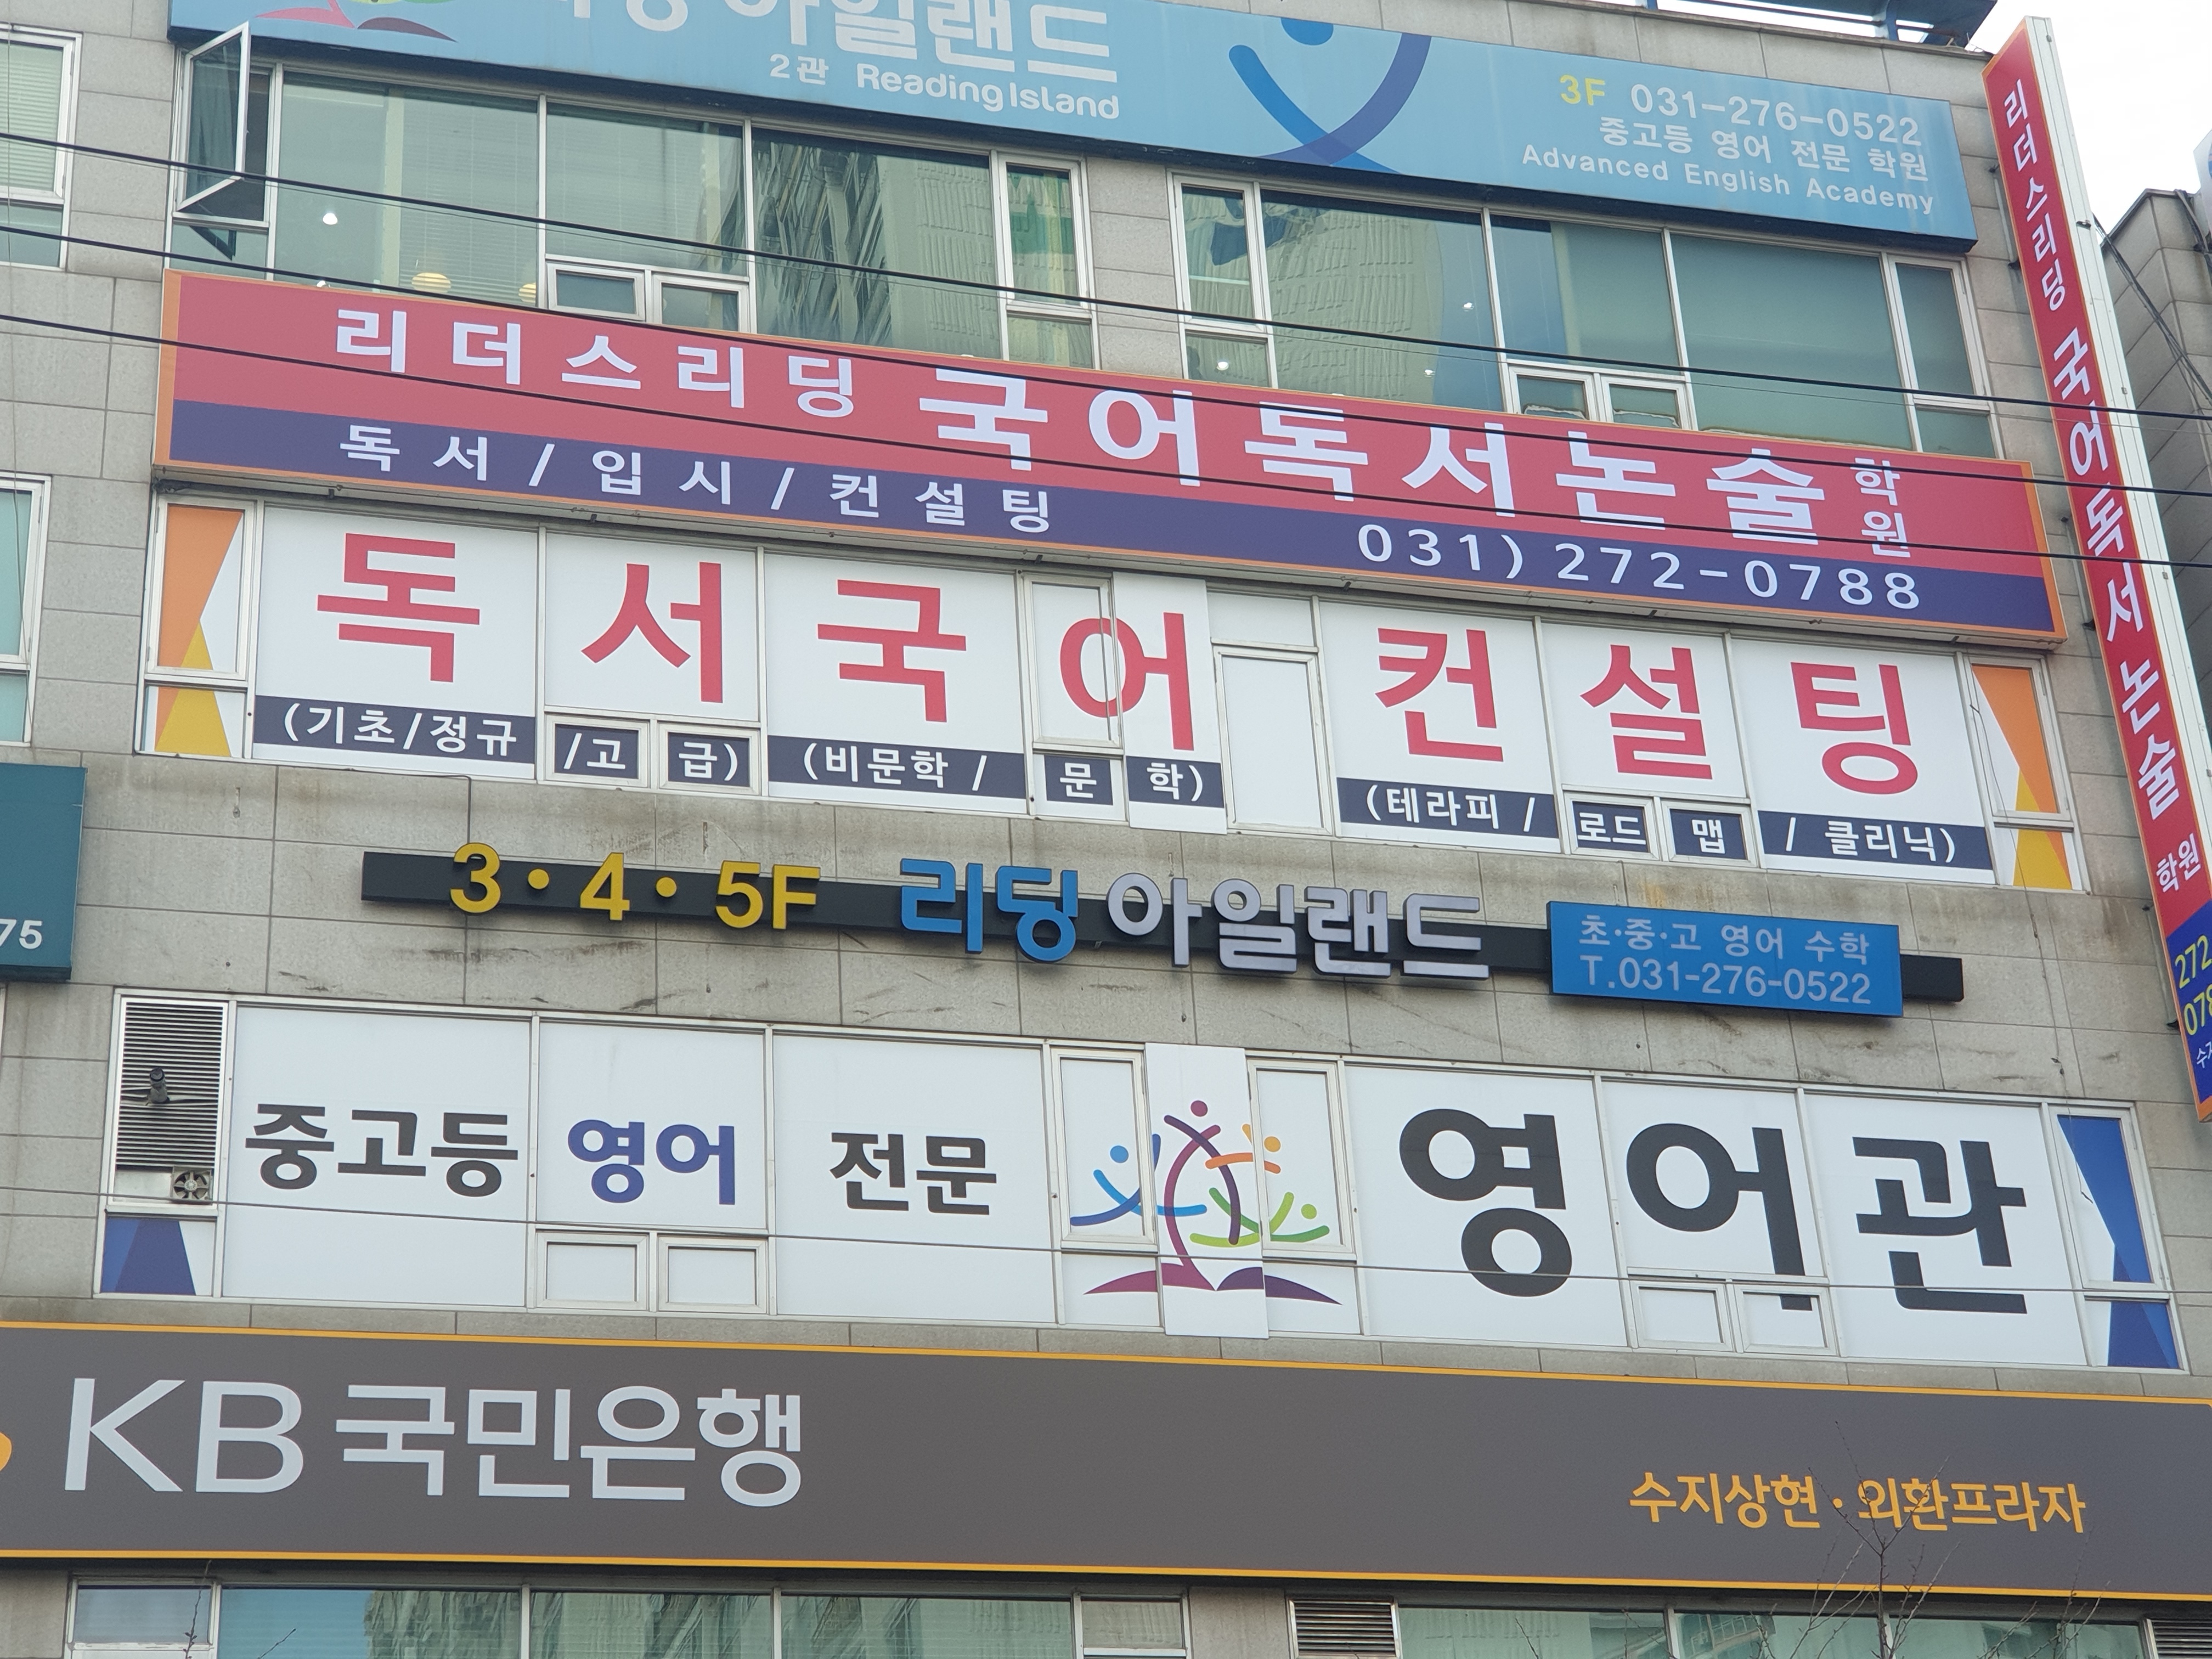 아일랜드
2관 Reading Island
3F 031-276-0522
중고등 영어 전문 학원
Advanced English Academy
리더스리딩 국어독서논술 학원
독서/입시/컨설팅
031) 272-0788
독서국어 컨설팅
(기초/정규/고급) (비문학/문학) (테라피/로드맵/클리닉)
3·4·5F 리딩아일랜드
초·중·고 영어 수학
T.031-276-0522
75
중고등 영어 전문 영어관
KB국민은행
수지상현·외환프라자
리더스리딩 국어독서논술 학원
272